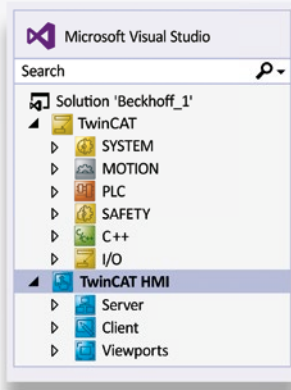 Microsoft Visual Studio
Search
Solution 'Beckhoff_1'
TwinCAT
SYSTEM
MOTION
PLC
SAFETY
C++
I/O
TwinCAT HMI
Server
Client
Viewports